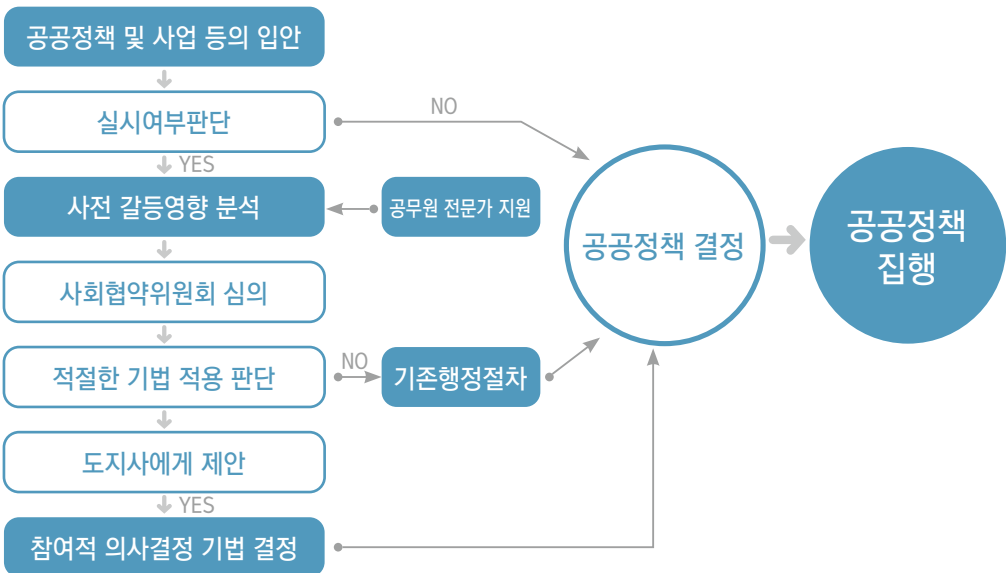 공공정책 및 사업 등의 입안
실시여부판단
NO
YES
사전 갈등영향 분석
공무원 전문가 지원
사회협약위원회 심의
적절한 기법 적용 판단
NO
기존행정절차
도지사에게 제안
YES
참여적 의사결정 기법 결정
공공정책 결정
공공정책
집행